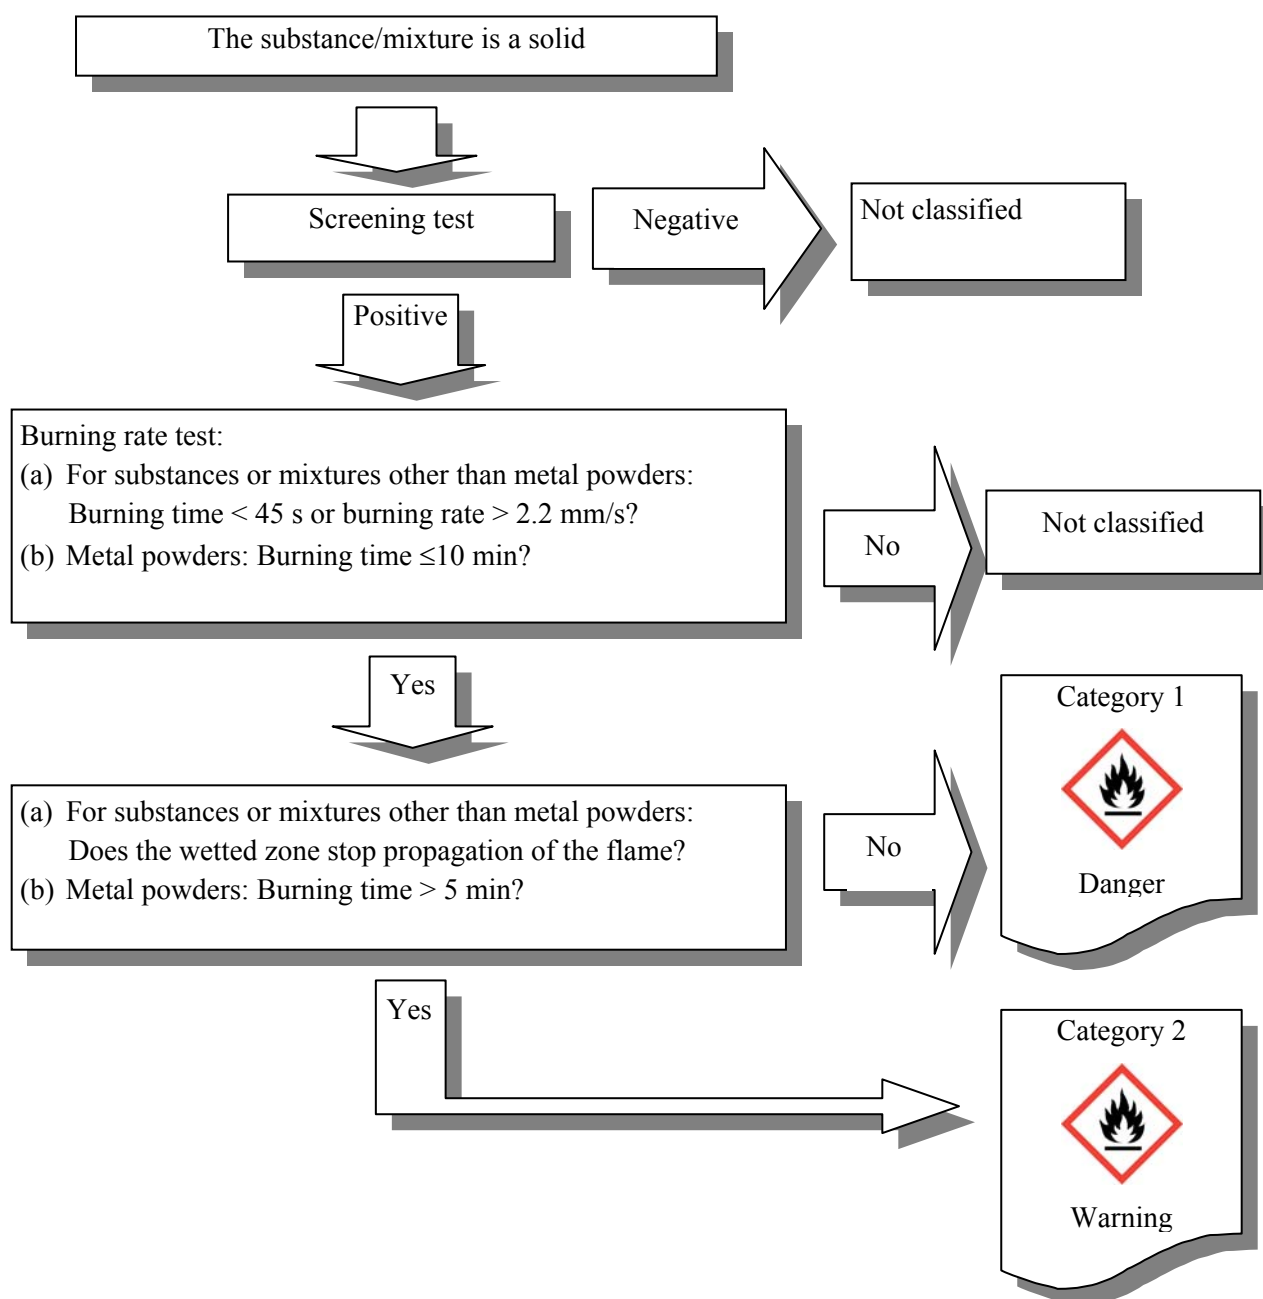 The substance/mixture is a solid
Screening test
Negative
Not classified
Positive
Burning rate test:
(a) For substances or mixtures other than metal powders:
Burning time < 45 s or burning rate > 2.2 mm/s?
(b) Metal powders: Burning time ≤10 min?
No
Not classified
Yes
(a) For substances or mixtures other than metal powders:
Does the wetted zone stop propagation of the flame?
(b) Metal powders: Burning time > 5 min?
No
Category 1
Danger
Yes
Category 2
Warning